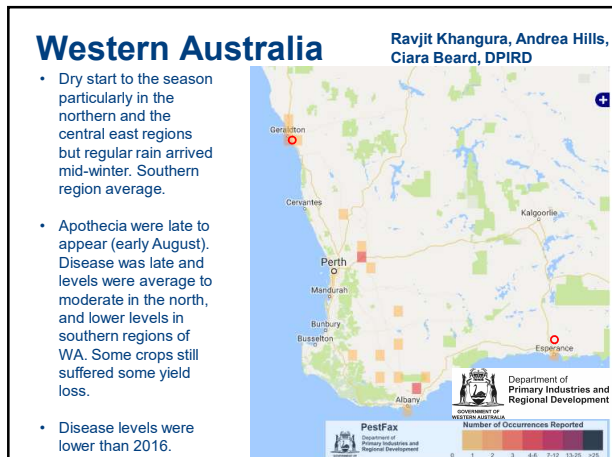 Western Australia
Ravjit Khangura, Andrea Hills,
Ciara Beard, DPIRD
• Dry start to the season
particularly in the
northern and the
central east regions
but regular rain arrived
mid-winter. Southern
region average.
• Apothecia were late to
appear (early August).
Disease was late and
levels were average to
moderate in the north,
and lower levels in
southern regions of
WA. Some crops still
suffered some yield
loss.
• Disease levels were
lower than 2016.
Geraldton
Cervantes
Kalgoorlie
Perth
Mandurah
Bunbury
Busselton
Esperance
Albany
GOVERNMENT OF
WESTERN AUSTRALIA
Department of
Primary Industries and
Regional Development
PestFax
Department of
Primary Industries and
Regional Development
Number of Occurrences Reported
0 1 2 3 4-6 7-12 13-25 >25